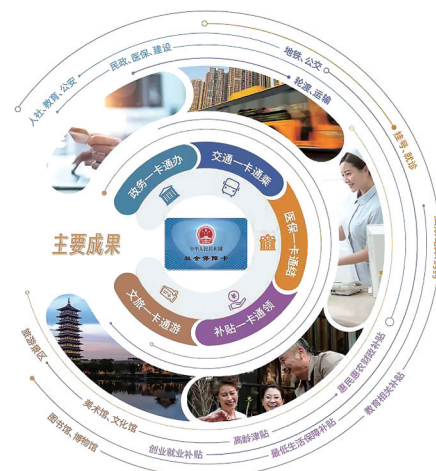 主要成果
政务一卡通办
交通一卡通乘
医保一卡通结
补贴一卡通领
文旅一卡通游
中华人民共和国
社会保障卡
人社、教育、公安
民政、医保、建设
地铁、公交
轮渡、运输
挂号、就诊
惠民惠农财政补贴
教育相关补贴
高龄津贴
最低生活保障补贴
创业就业补贴
美术馆、文化馆
图书馆、博物馆
旅游景区